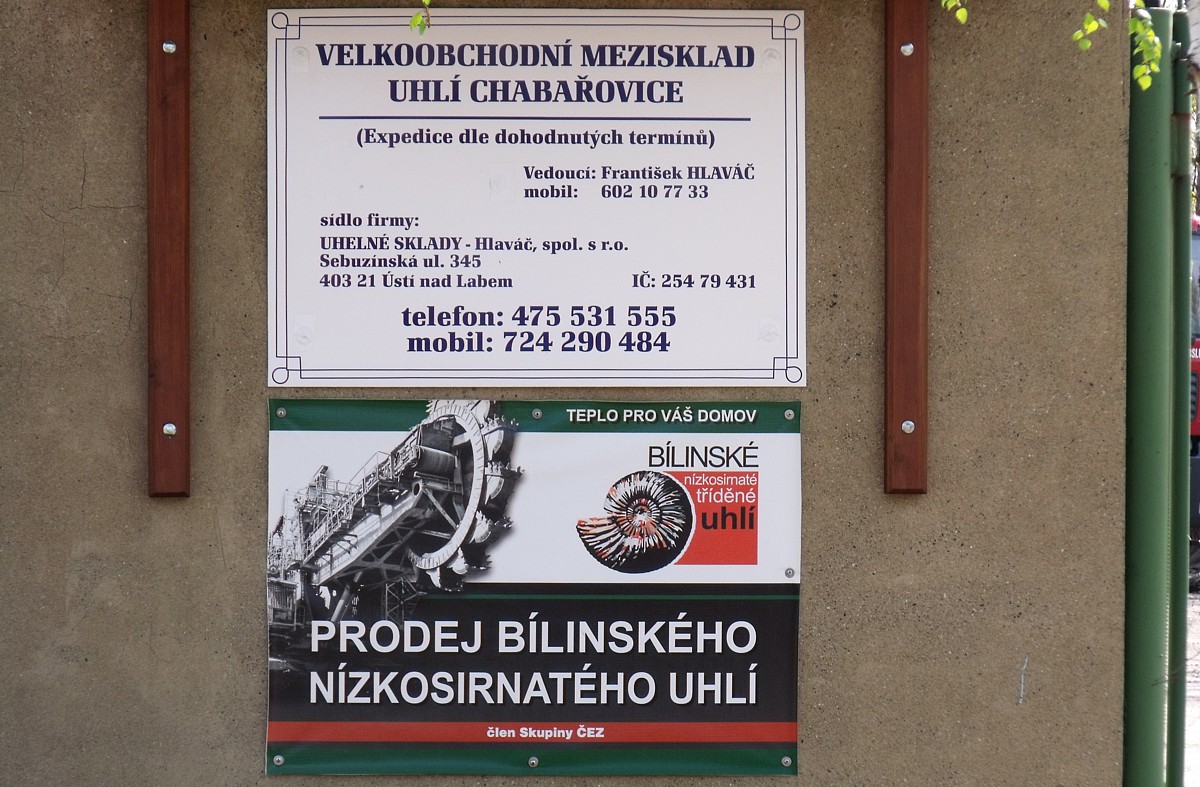 VELKOOBCHODNÍ MEZISKLAD
UHLÍ CHABAŘOVICE
(Expedice dle dohodnutých termínů)
Vedoucí: František HLAVÁČ
mobil: 602 10 77 33
sídlo firmy:
UHELNÉ SKLADY - Hlaváč, spol. s r.o.
Sebuzínská ul. 345
403 21 Ústí nad Labem IČ: 254 79 431
telefon: 475 531 555
mobil: 724 290 484
TEPLO PRO VÁŠ DOMOV
BÍLINSKÉ
nízkosirnaté
tříděné
uhlí
PRODEJ BÍLINSKÉHO
NÍZKOSIRNATÉHO UHLÍ
člen Skupiny ČEZ